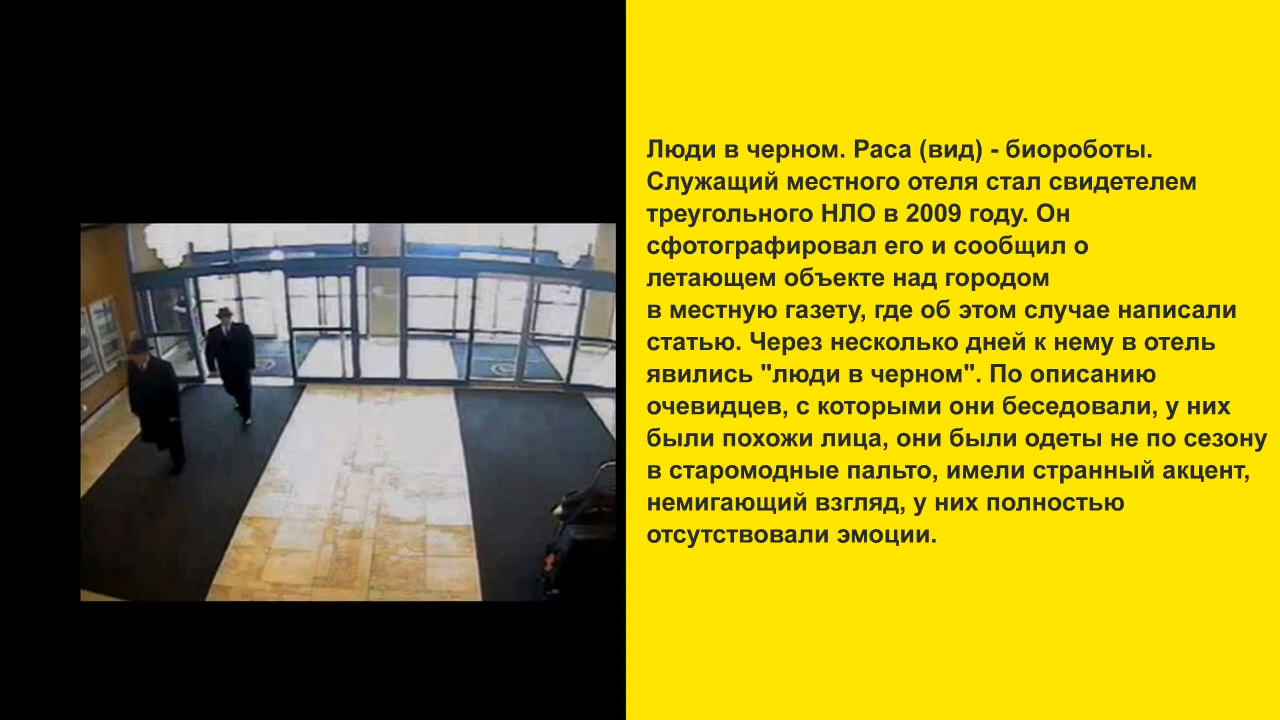 Люди в черном. Раса (вид) - биороботы.
Служащий местного отеля стал свидетелем
треугольного НЛО в 2009 году. Он
сфотографировал его и сообщил о
летающем объекте над городом
в местную газету, где об этом случае написали
статью. Через несколько дней к нему в отель
явились "люди в черном". По описанию
очевидцев, с которыми они беседовали, у них
были похожи лица, они были одеты не по сезону
в старомодные пальто, имели странный акцент,
немигающий взгляд, у них полностью
отсутствовали эмоции.